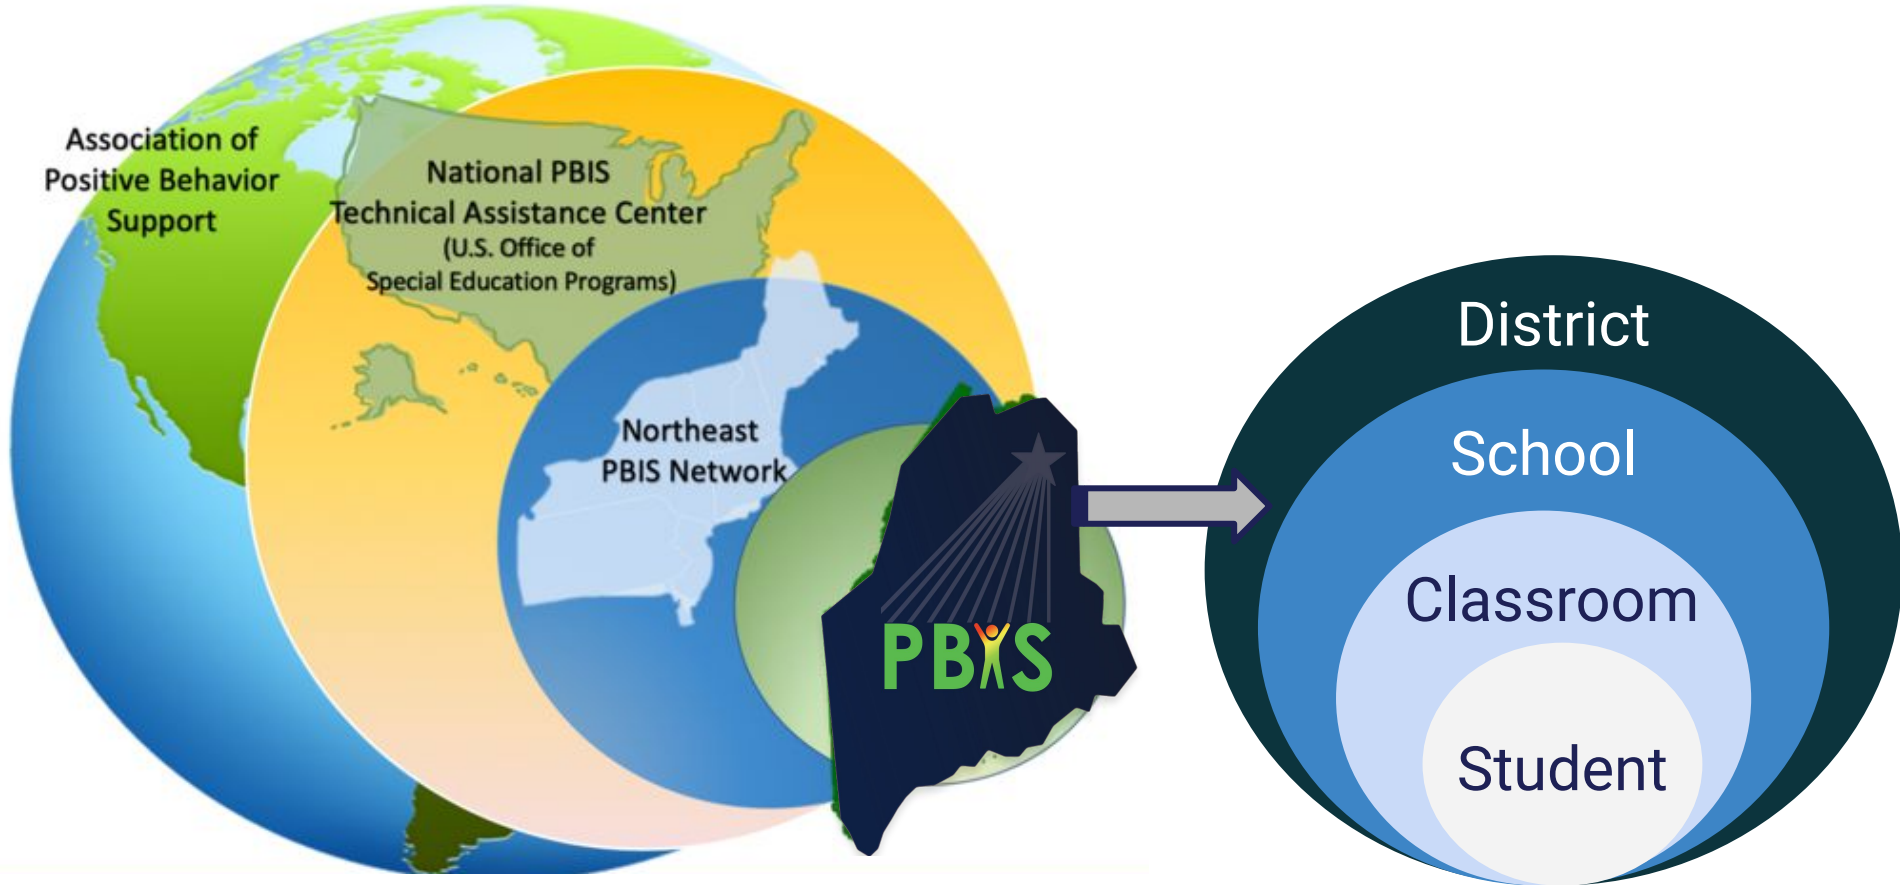 Association of
Positive Behavior
Support
National PBIS
Technical Assistance Center
(U.S. Office of
Special Education Programs)
Northeast
PBIS Network
PBIS
District
School
Classroom
Student